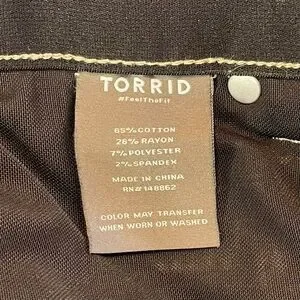 TORRID
#FeelTheFit
65% COTTON
26% RAYON
7% POLYESTER
2% SPANDEX
MADE IN CHINA
RN# 148862
COLOR MAY TRANSFER
WHEN WORN OR WASHED